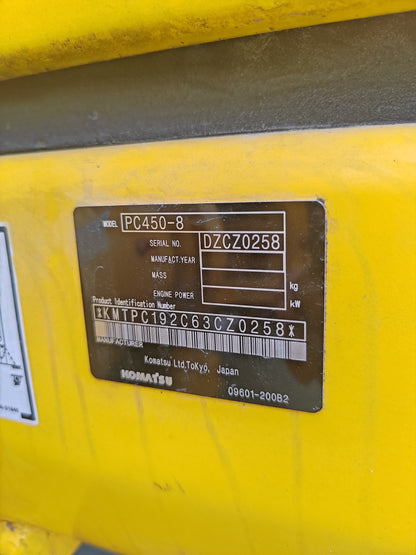 MODEL PC450-8
SERIAL NO. DZCZ0258
MANUFACT.YEAR
MASS kg
ENGINE POWER kW
Product Identification Number
*KMTPC192C63CZ0258*
MANUFACTURER
Komatsu Ltd.Tokyo, Japan
KOMATSU
09601-200B2